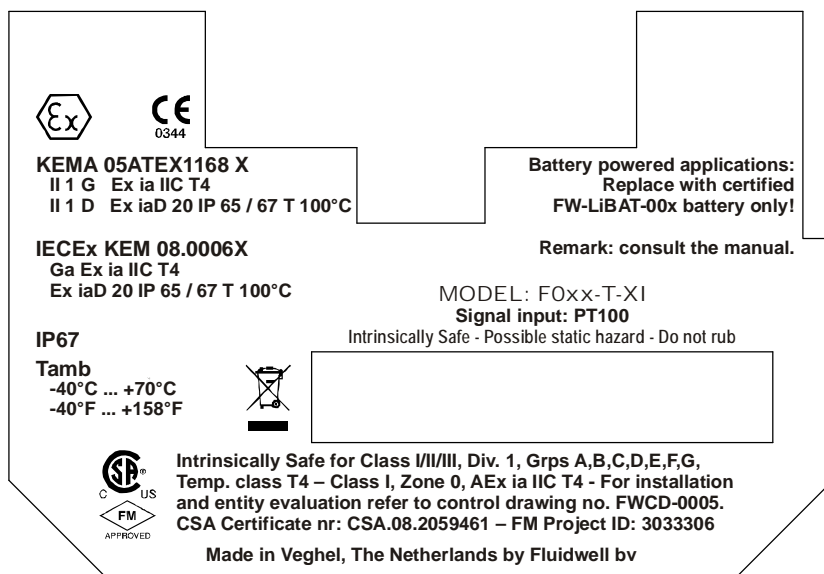 Ex
CE
0344
KEMA 05ATEX1168 X
II 1 G Ex ia IIC T4
II 1 D Ex iaD 20 IP 65 / 67 T 100°C
Battery powered applications:
Replace with certified
FW-LiBAT-00x battery only!
IECEx KEM 08.0006X
Ga Ex ia IIC T4
Ex iaD 20 IP 65 / 67 T 100°C
Remark: consult the manual.
MODEL: F0xx-T-XI
Signal input: PT100
Intrinsically Safe - Possible static hazard - Do not rub
IP67
Tamb
-40°C ... +70°C
-40°F ... +158°F
SA ®
C US
FM
APPROVED
Intrinsically Safe for Class I/II/III, Div. 1, Grps A,B,C,D,E,F,G,
Temp. class T4 – Class I, Zone 0, AEx ia IIC T4 - For installation
and entity evaluation refer to control drawing no. FWCD-0005.
CSA Certificate nr: CSA.08.2059461 – FM Project ID: 3033306
Made in Veghel, The Netherlands by Fluidwell bv